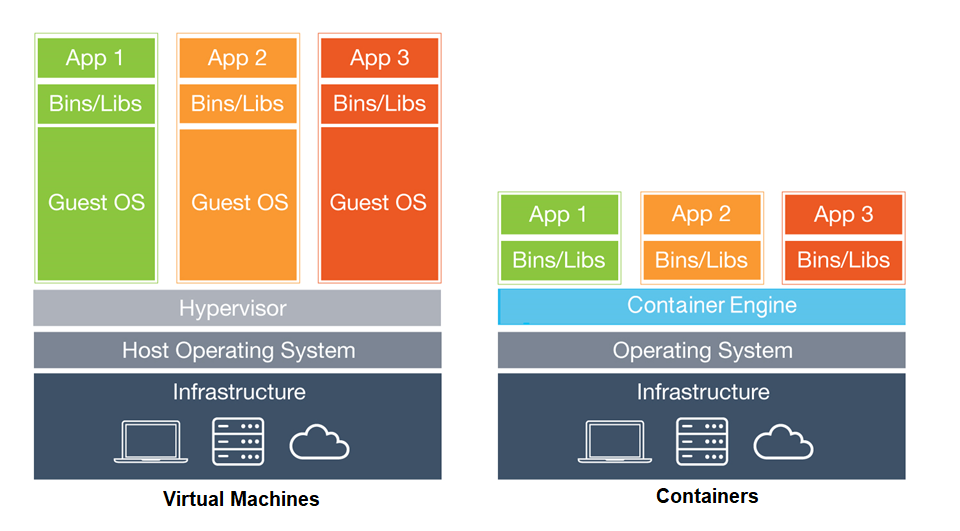 App 1
App 2
App 3
Bins/Libs
Bins/Libs
Bins/Libs
Guest OS
Guest OS
Guest OS
Hypervisor
Host Operating System
Infrastructure
Virtual Machines
App 1
App 2
App 3
Bins/Libs
Bins/Libs
Bins/Libs
Container Engine
Operating System
Infrastructure
Containers